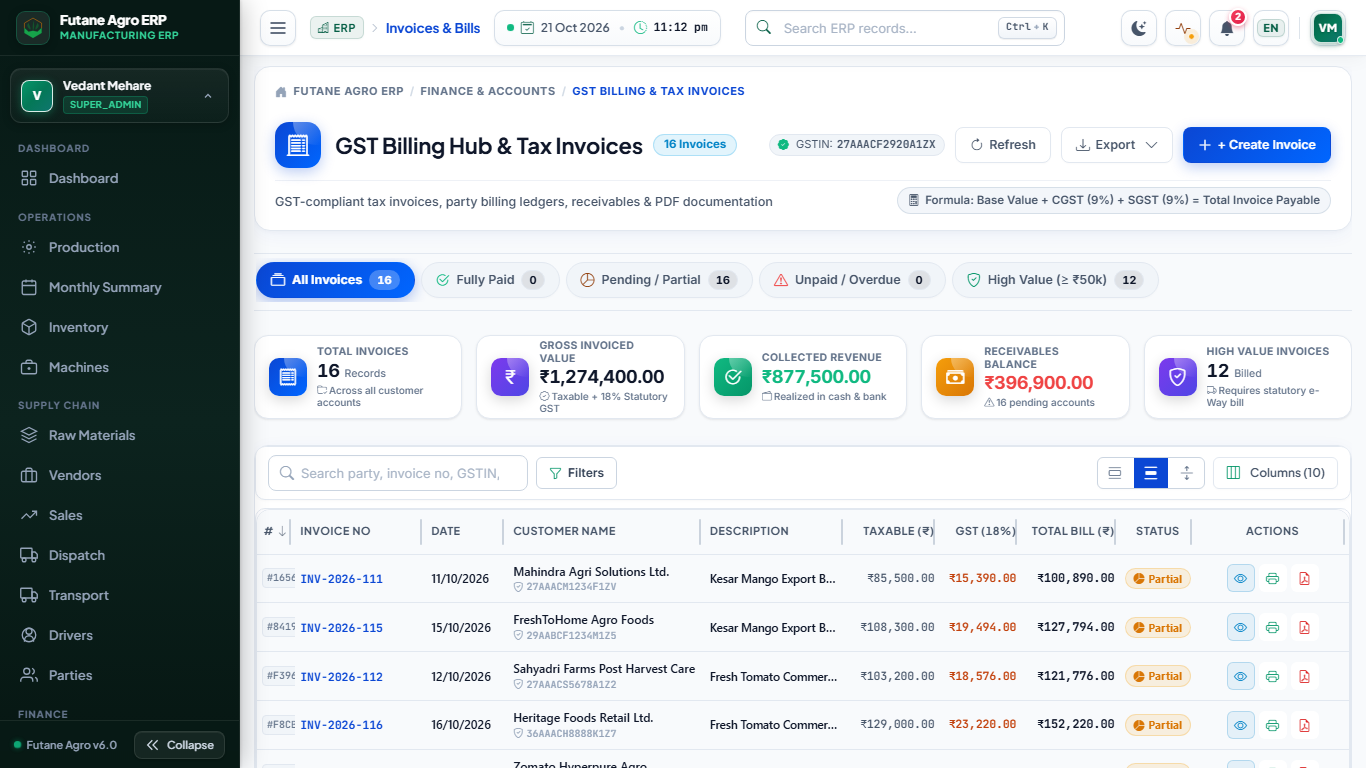 Futane Agro ERP
MANUFACTURING ERP
V
Vedant Mehare
SUPER_ADMIN
DASHBOARD
Dashboard
OPERATIONS
Production
Monthly Summary
Inventory
Machines
SUPPLY CHAIN
Raw Materials
Vendors
Sales
Dispatch
Transport
Drivers
Parties
FINANCE
Futane Agro v6.0
Collapse
ERP
Invoices & Bills
21 Oct 2026 • 11:12 pm
Search ERP records...
Ctrl+K
2
EN
VM
FUTANE AGRO ERP / FINANCE & ACCOUNTS / GST BILLING & TAX INVOICES
GST Billing Hub & Tax Invoices
16 Invoices
GSTIN: 27AAACF2920A1ZX
Refresh
Export
+ Create Invoice
GST-compliant tax invoices, party billing ledgers, receivables & PDF documentation
Formula: Base Value + CGST (9%) + SGST (9%) = Total Invoice Payable
All Invoices 16
Fully Paid 0
Pending / Partial 16
Unpaid / Overdue 0
High Value (≥ ₹50k) 12
TOTAL INVOICES
16 Records
Across all customer
accounts
₹
GROSS INVOICED
VALUE
₹1,274,400.00
Taxable + 18% Statutory
GST
COLLECTED REVENUE
₹877,500.00
Realized in cash & bank
RECEIVABLES
BALANCE
₹396,900.00
16 pending accounts
HIGH VALUE INVOICES
12 Billed
Requires statutory e-
Way bill
Search party, invoice no, GSTIN,
Filters
Columns (10)
# INVOICE NO DATE CUSTOMER NAME DESCRIPTION TAXABLE (₹) GST (18%) TOTAL BILL (₹) STATUS ACTIONS
#1656 INV-2026-111 11/10/2026 Mahindra Agri Solutions Ltd. Kesar Mango Export B... ₹85,500.00 ₹15,390.00 ₹100,890.00 Partial
27AAACM1234F1ZV
#8419 INV-2026-115 15/10/2026 FreshToHome Agro Foods Kesar Mango Export B... ₹108,300.00 ₹19,494.00 ₹127,794.00 Partial
29AABCF1234M1Z5
#F396 INV-2026-112 12/10/2026 Sahyadri Farms Post Harvest Care Fresh Tomato Commer... ₹103,200.00 ₹18,576.00 ₹121,776.00 Partial
27AAACS5678A1Z2
INV-2026-116 16/10/2026 Heritage Foods Retail Ltd. Fresh Tomato Commer... ₹129,000.00 ₹23,220.00 ₹152,220.00 Partial
36AAACH8888K1Z7
Zomato Hyperpure Agro